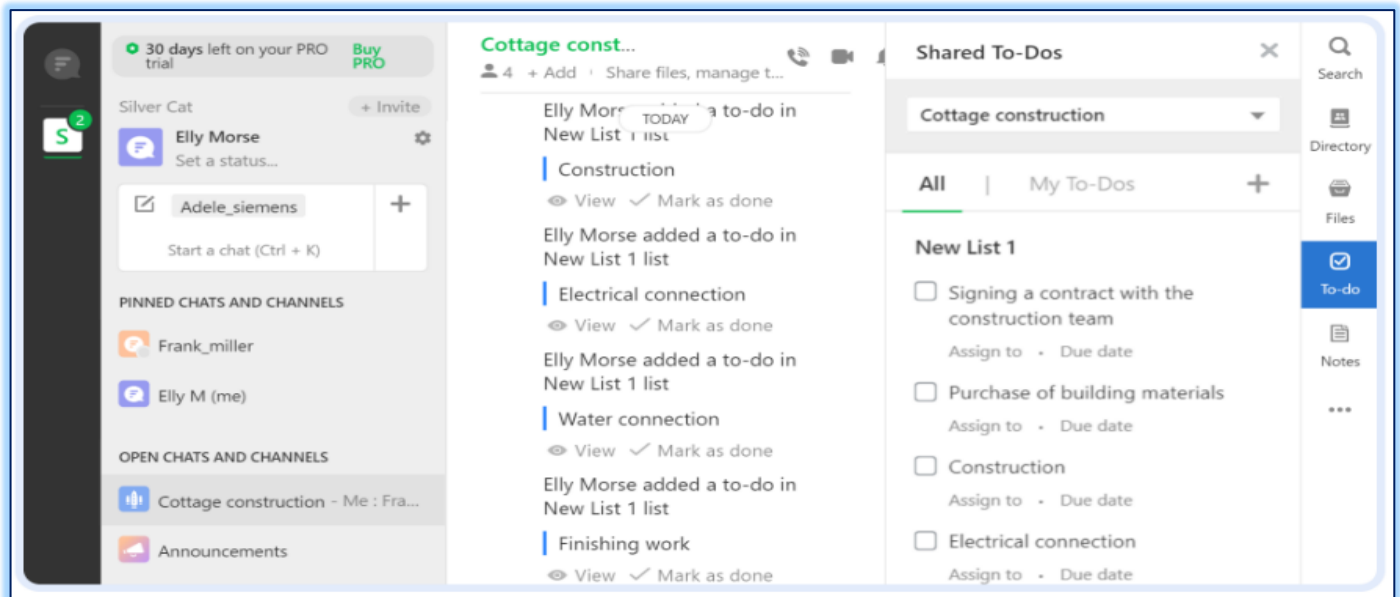 2
S
30 days left on your PRO
trial
Buy
PRO
Silver Cat
+ Invite
Elly Morse
Set a status...
Adele_siemens
+
Start a chat (Ctrl + K)
PINNED CHATS AND CHANNELS
Frank_miller
Elly M (me)
OPEN CHATS AND CHANNELS
Cottage construction - Me : Fra...
Announcements
Cottage const...
4 + Add Share files, manage t...
TODAY
Elly Mors a to-do in
New List 1 list
Construction
View Mark as done
Elly Morse added a to-do in
New List 1 list
Electrical connection
View Mark as done
Elly Morse added a to-do in
New List 1 list
Water connection
View Mark as done
Elly Morse added a to-do in
New List 1 list
Finishing work
View Mark as done
Shared To-Dos
Cottage construction
All | My To-Dos +
New List 1
Signing a contract with the
construction team
Assign to • Due date
Purchase of building materials
Assign to • Due date
Construction
Assign to • Due date
Electrical connection
Assign to • Due date
Search
Directory
Files
To-do
Notes